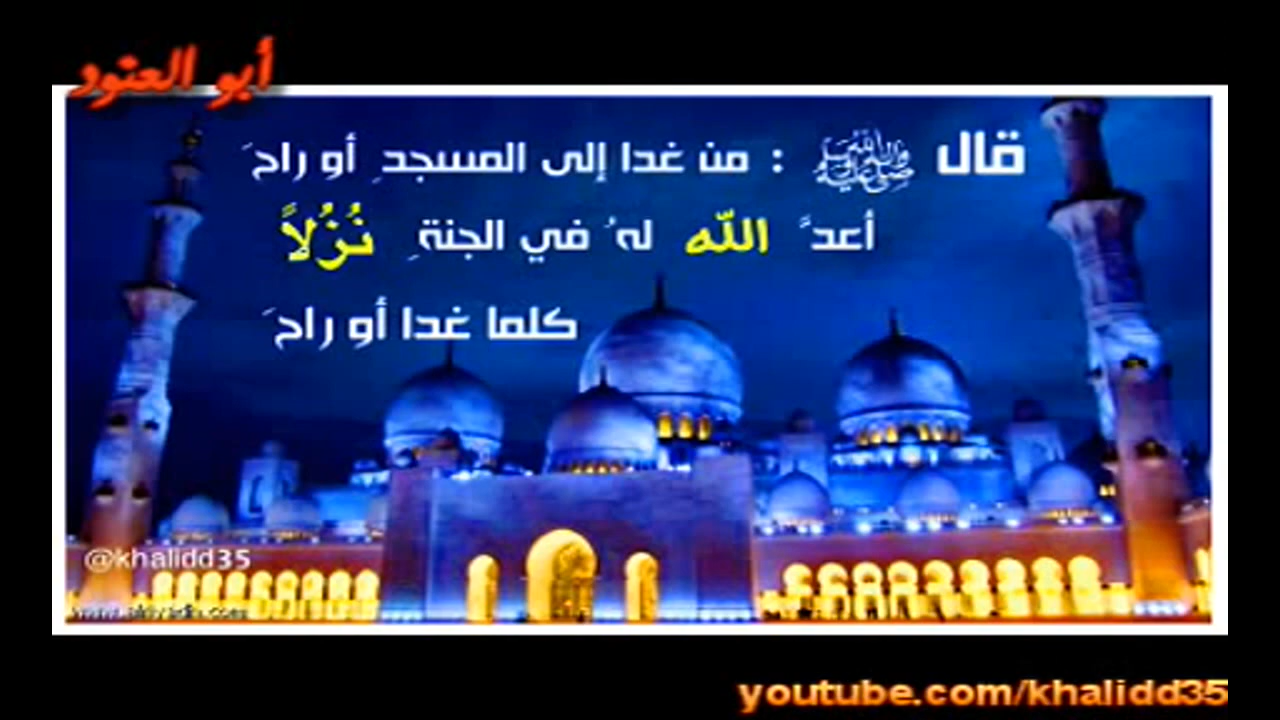 أبو العنود
قال ﷺ : من غدا إلى المسجدِ أو راحَ
أعدَّ الله لهُ في الجنةِ نُزُلاً
كلما غدا أو راحَ
@khalidd35
youtube.com/khalidd35